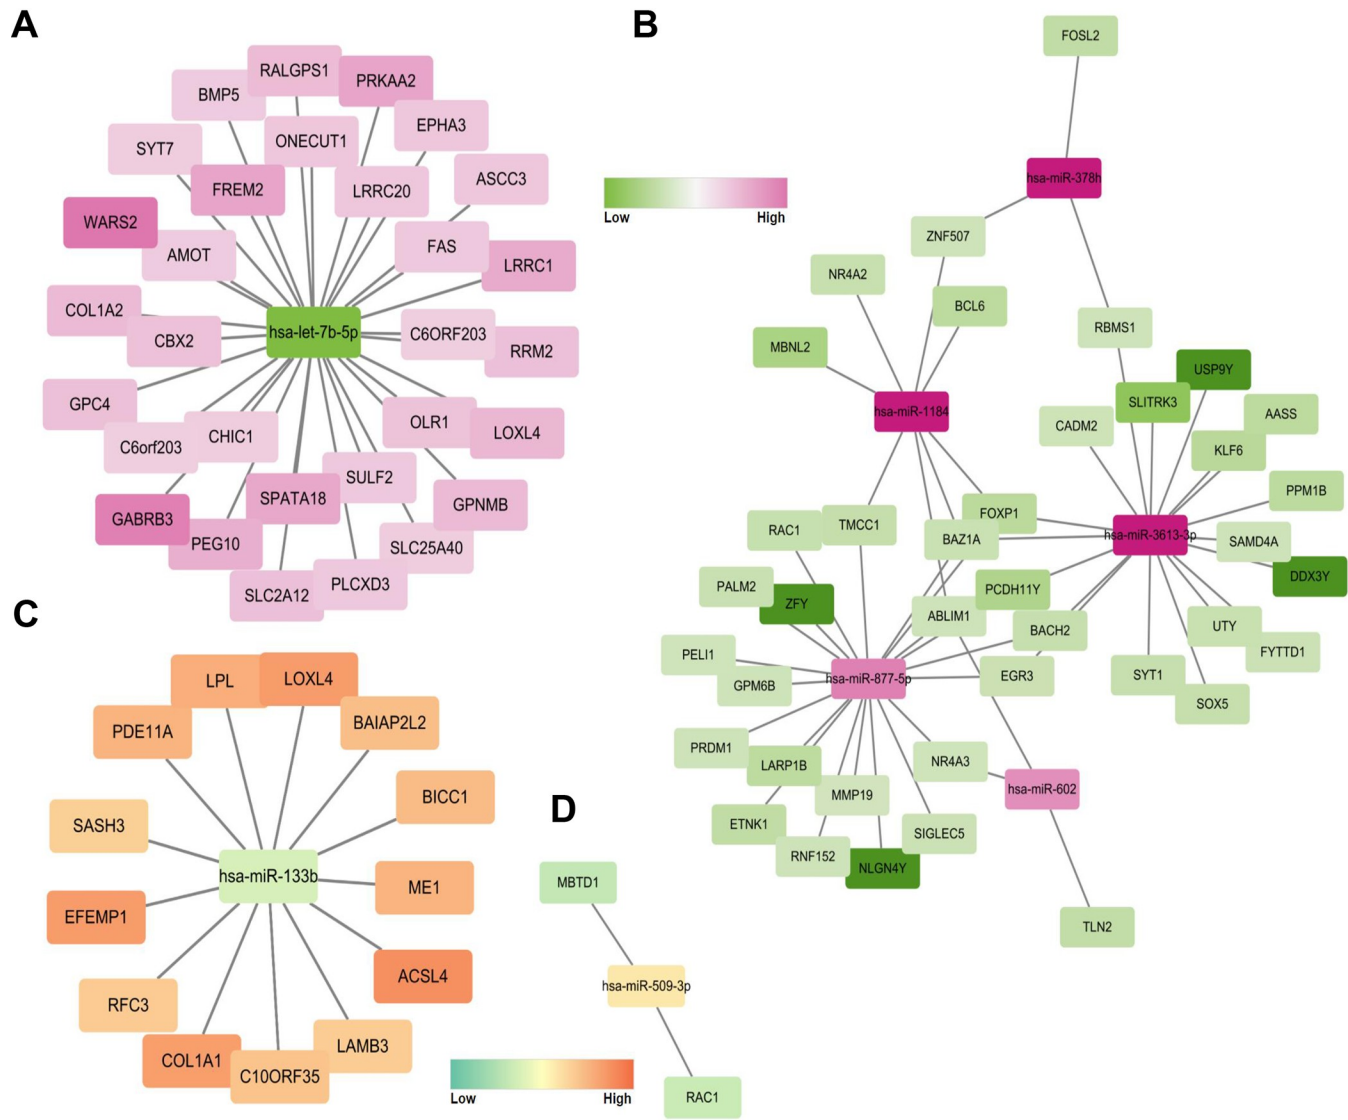 A
RALGPS1
PRKAA2
BMP5
EPHA3
ONECUT1
SYT7
ASCC3
FREM2
LRRC20
WARS2
FAS
AMOT
LRRC1
COL1A2
hsa-let-7b-5p
C6ORF203
CBX2
RRM2
GPC4
OLR1
LOXL4
C6orf203
CHIC1
SULF2
SPATA18
GPNMB
GABRB3
PEG10
SLC25A40
PLCXD3
SLC2A12
B
FOSL2
hsa-miR-378h
Low
High
ZNF507
NR4A2
BCL6
RBMS1
MBNL2
USP9Y
SLITRK3
AASS
hsa-miR-1184
CADM2
KLF6
PPM1B
FOXP1
TMCC1
RAC1
BAZ1A
hsa-miR-3613-3p
SAMD4A
DDX3Y
PALM2
ZFY
PCDH11Y
ABLIM1
BACH2
UTY
FYTTD1
PELI1
GPM6B
hsa-miR-877-5p
EGR3
SYT1
SOX5
PRDM1
LARP1B
NR4A3
hsa-miR-602
MMP19
ETNK1
SIGLEC5
RNF152
NLGN4Y
TLN2
C
LPL
LOXL4
PDE11A
BAIAP2L2
BICC1
SASH3
hsa-miR-133b
ME1
EFEMP1
ACSL4
RFC3
LAMB3
COL1A1
C10ORF35
Low
High
D
MBTD1
hsa-miR-509-3p
RAC1